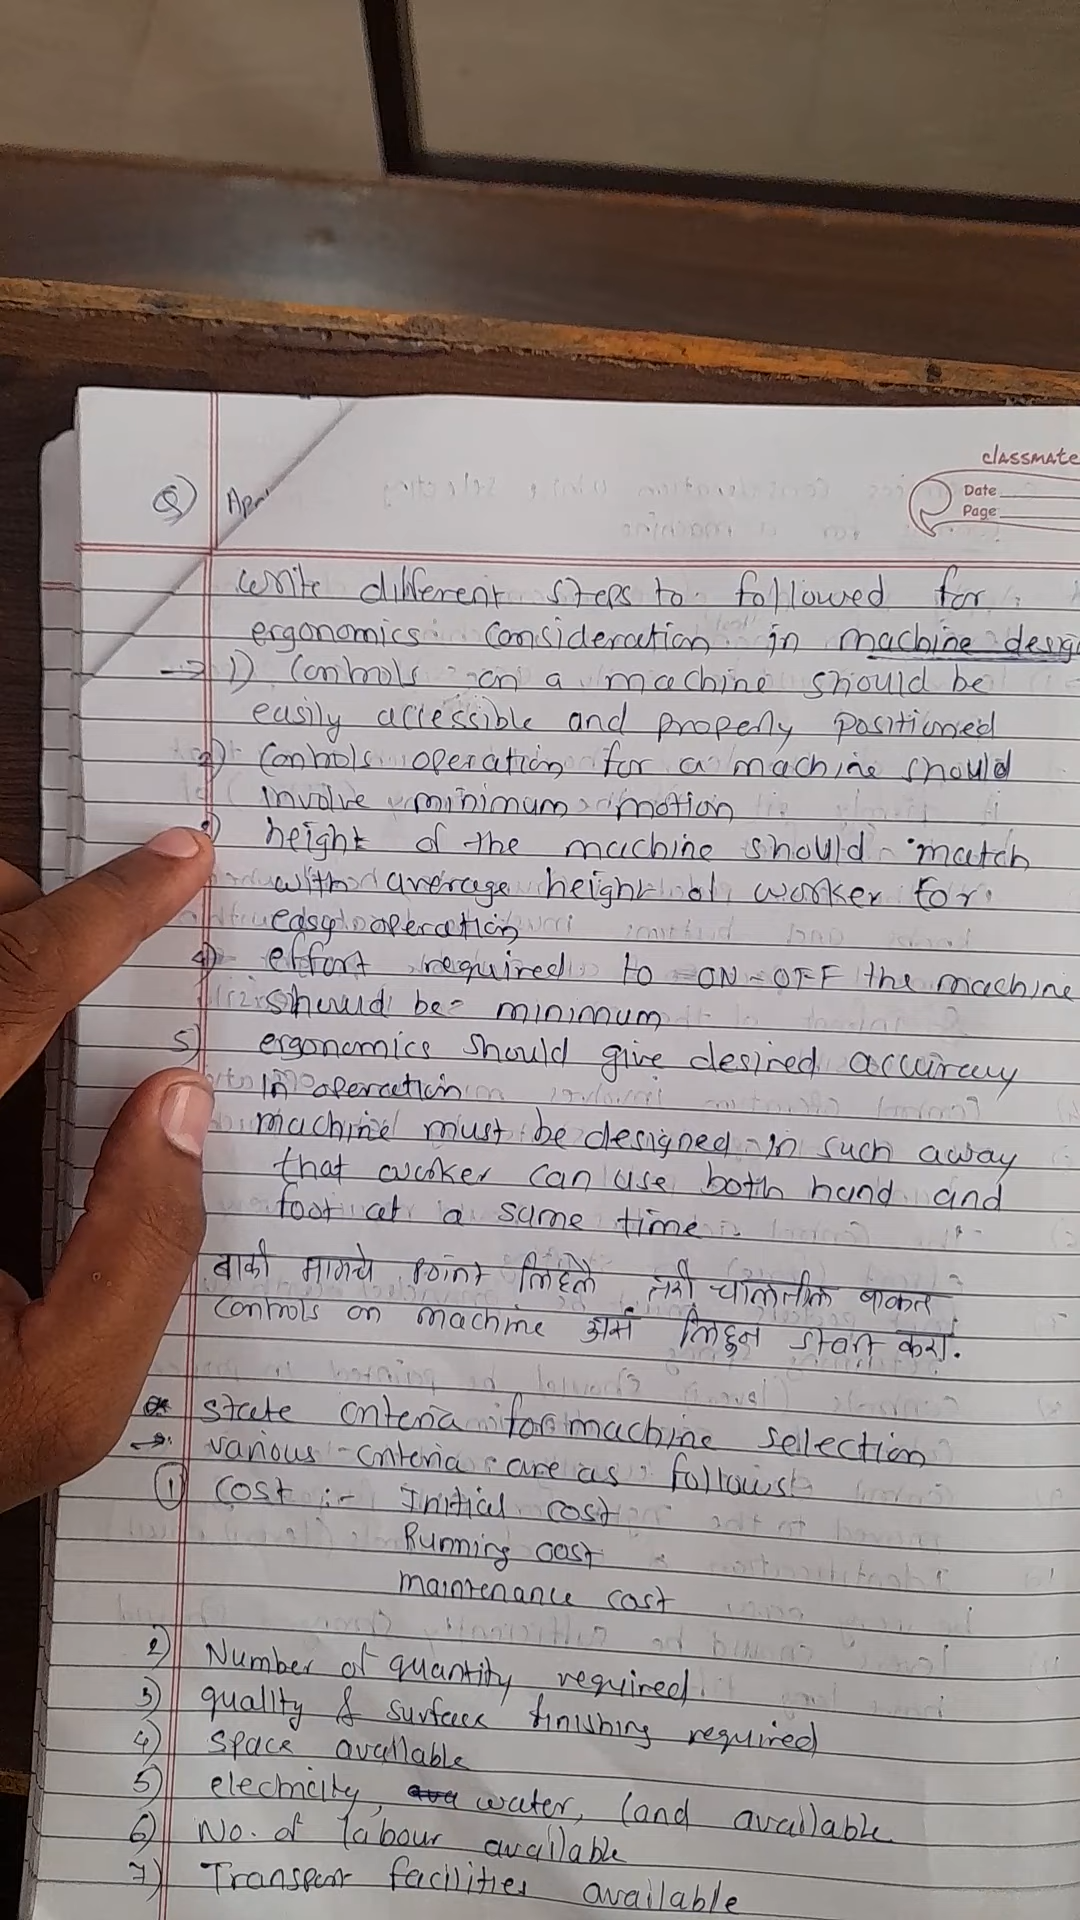 classmate
Date
Page
Q)
write different steps to followed for
ergonomics consideration in machine desig
→ 1) Controls on a machine should be
easily accessible and properly positioned
2) Controls operation for a machine should
involve minimum motion
height of the machine should match
with average height of worker for
easy operation
4) effort required to ON-OFF the machine
should be minimum
5) ergonomics should give desired accuracy
in operation
machine must be designed in such away
that worker can use both hand and
foot at a same time
बाकी मागचे point लिहले तरी चालतील बाकत
controls on machine असं लिहून start करा.
* state criteria for machine selection
→ various criteria are as follows
① Cost :- Initial cost
Running cost
maintenance cost
2) Number of quantity required
3) quality & surface finishing required
4) space available
5) electricity, water, land available
6) No. of labour available
7) Transport facilities available